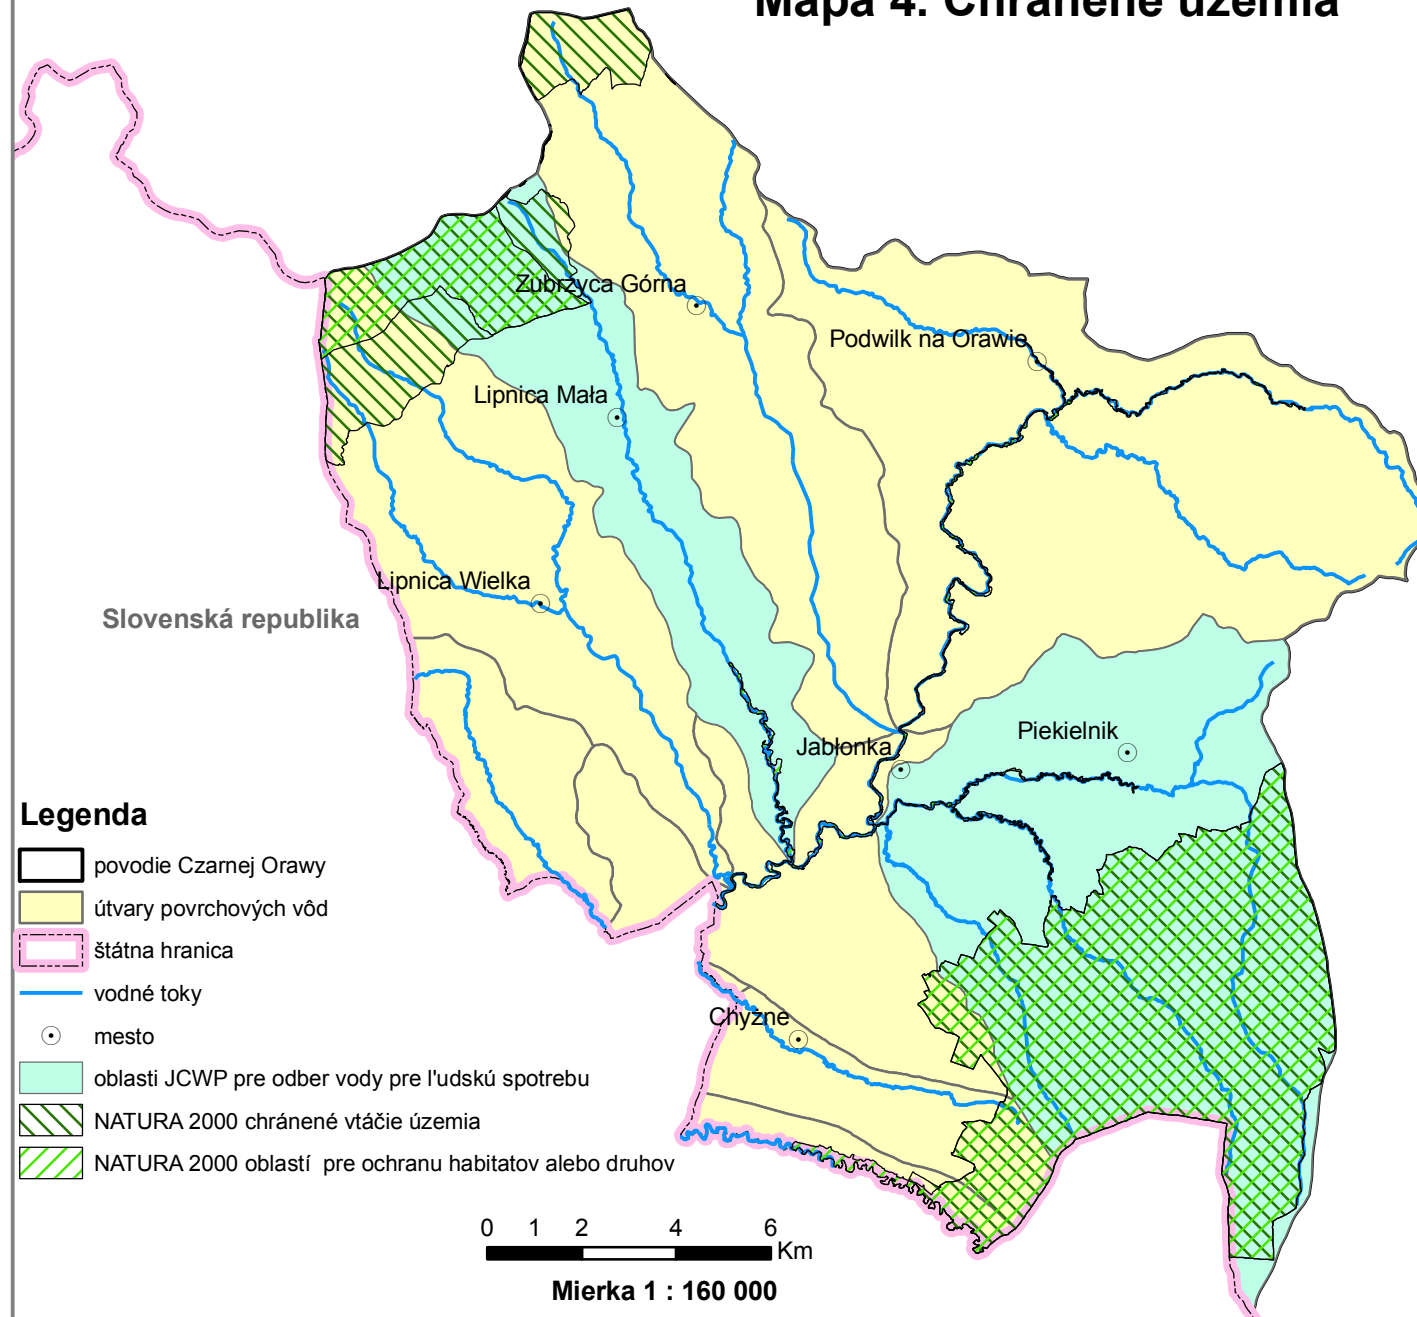 Mapa 4. Chránené územia
Zubrzyca Górna
Podwilk na Orawie
Lipnica Mała
Lipnica Wielka
Slovenská republika
Jabłonka
Piekielnik
Chyżne
Legenda
povodie Czarnej Orawy
útvary povrchových vôd
štátna hranica
vodné toky
mesto
oblasti JCWP pre odber vody pre l'udskú spotrebu
NATURA 2000 chránené vtáčie územia
NATURA 2000 oblastí pre ochranu habitatov alebo druhov
0 1 2 4 6
Km
Mierka 1 : 160 000